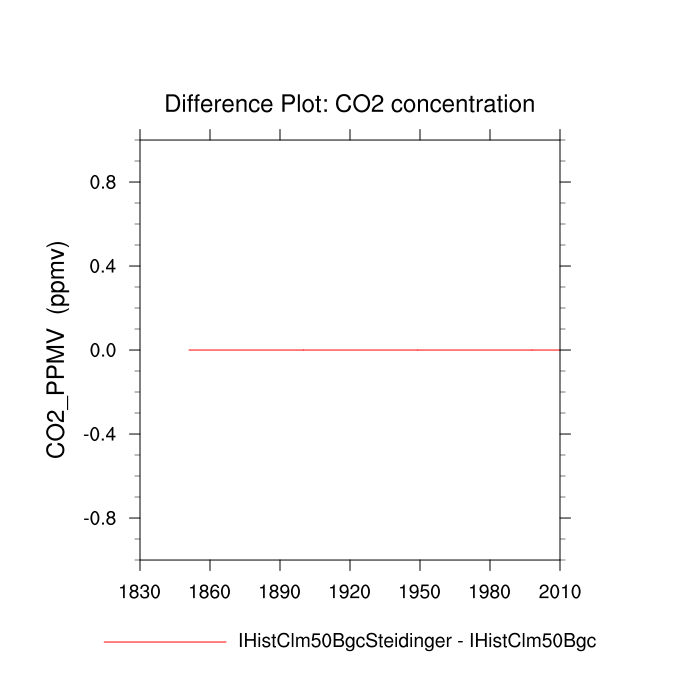 Difference Plot: CO2 concentration
CO2_PPMV (ppmv)
0.8
0.4
0.0
-0.4
-0.8
1830 1860 1890 1920 1950 1980 2010
IHistClm50BgcSteidinger - IHistClm50Bgc